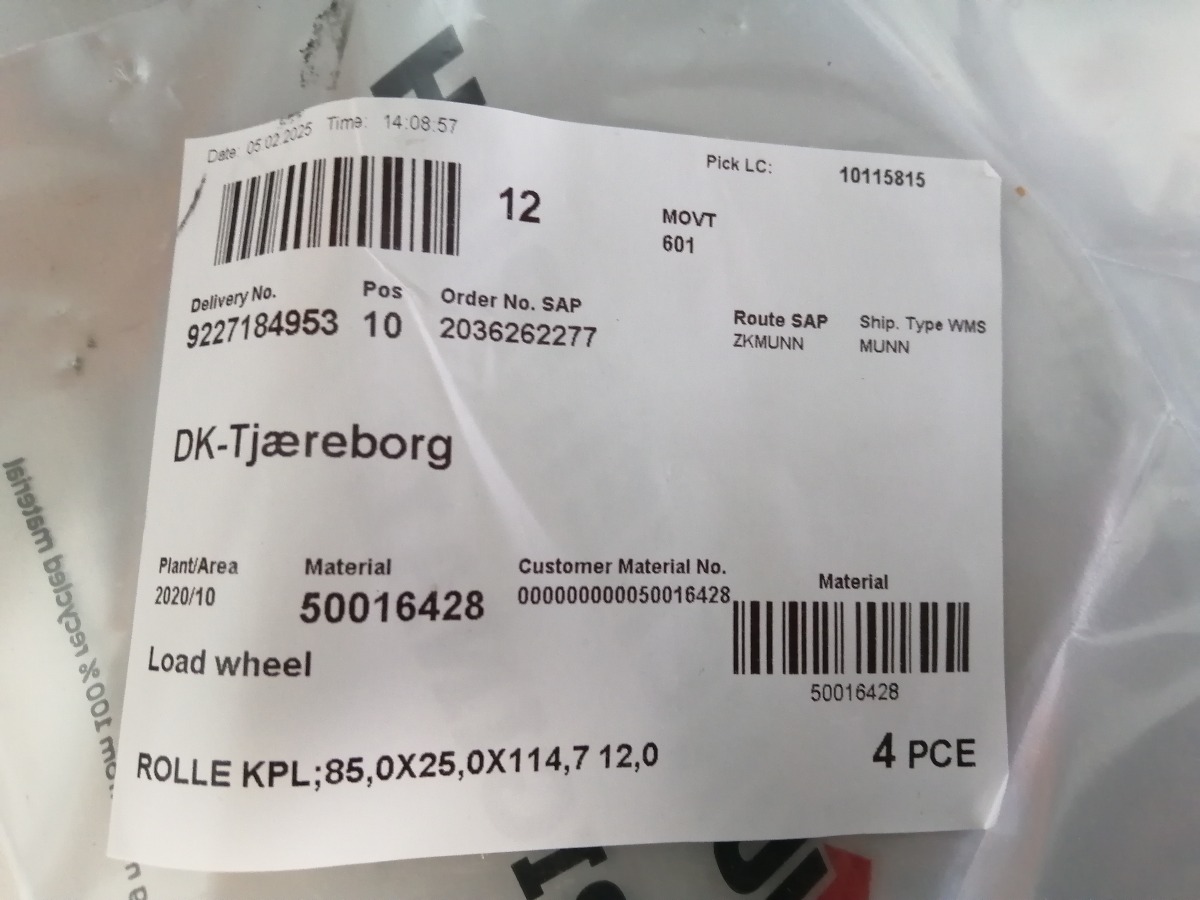 Date: 05.02.2025 Time: 14:08:57
Pick LC: 10115815
12
MOVT
601
Delivery No. Pos Order No. SAP
9227184953 10 2036262277
Route SAP Ship. Type WMS
ZKMUNN MUNN
DK-Tjæreborg
Plant/Area Material Customer Material No.
2020/10 50016428 000000000050016428
Material
50016428
Load wheel
ROLLE KPL;85,0X25,0X114,7 12,0
4 PCE
100% recycled material